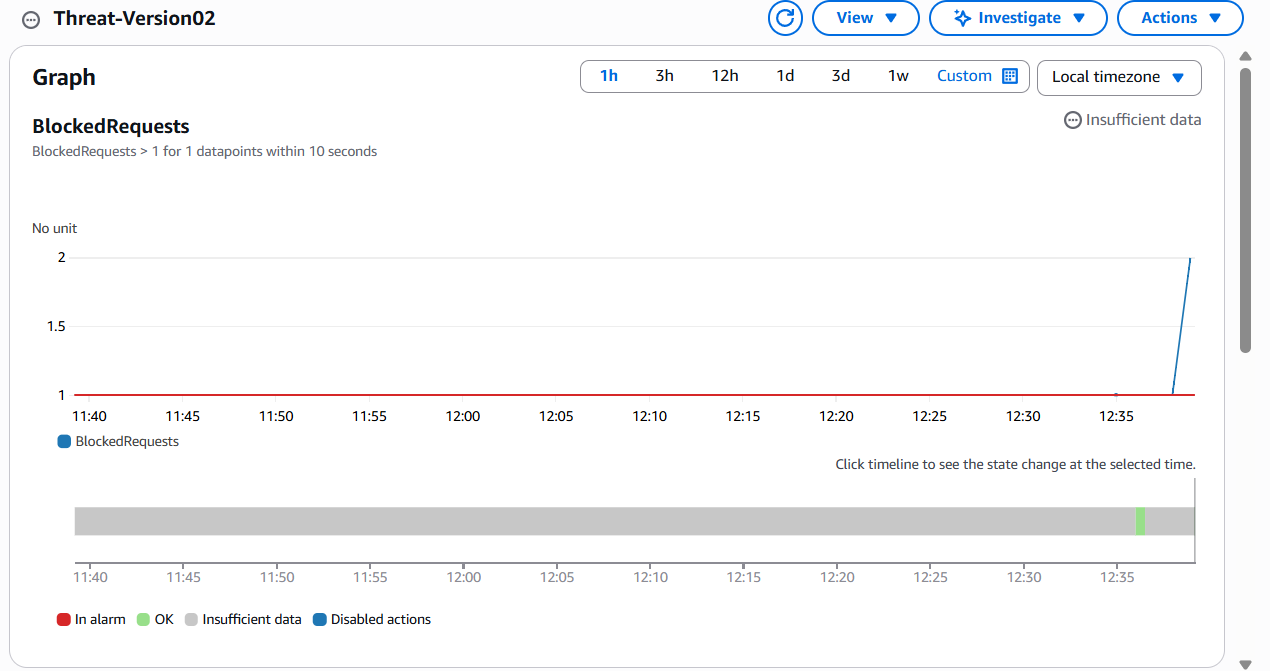 Threat-Version02
View
Investigate
Actions
Graph
1h 3h 12h 1d 3d 1w Custom
Local timezone
BlockedRequests
Insufficient data
BlockedRequests > 1 for 1 datapoints within 10 seconds
No unit
2
1.5
1
11:40 11:45 11:50 11:55 12:00 12:05 12:10 12:15 12:20 12:25 12:30 12:35
BlockedRequests
Click timeline to see the state change at the selected time.
11:40 11:45 11:50 11:55 12:00 12:05 12:10 12:15 12:20 12:25 12:30 12:35
In alarm OK Insufficient data Disabled actions